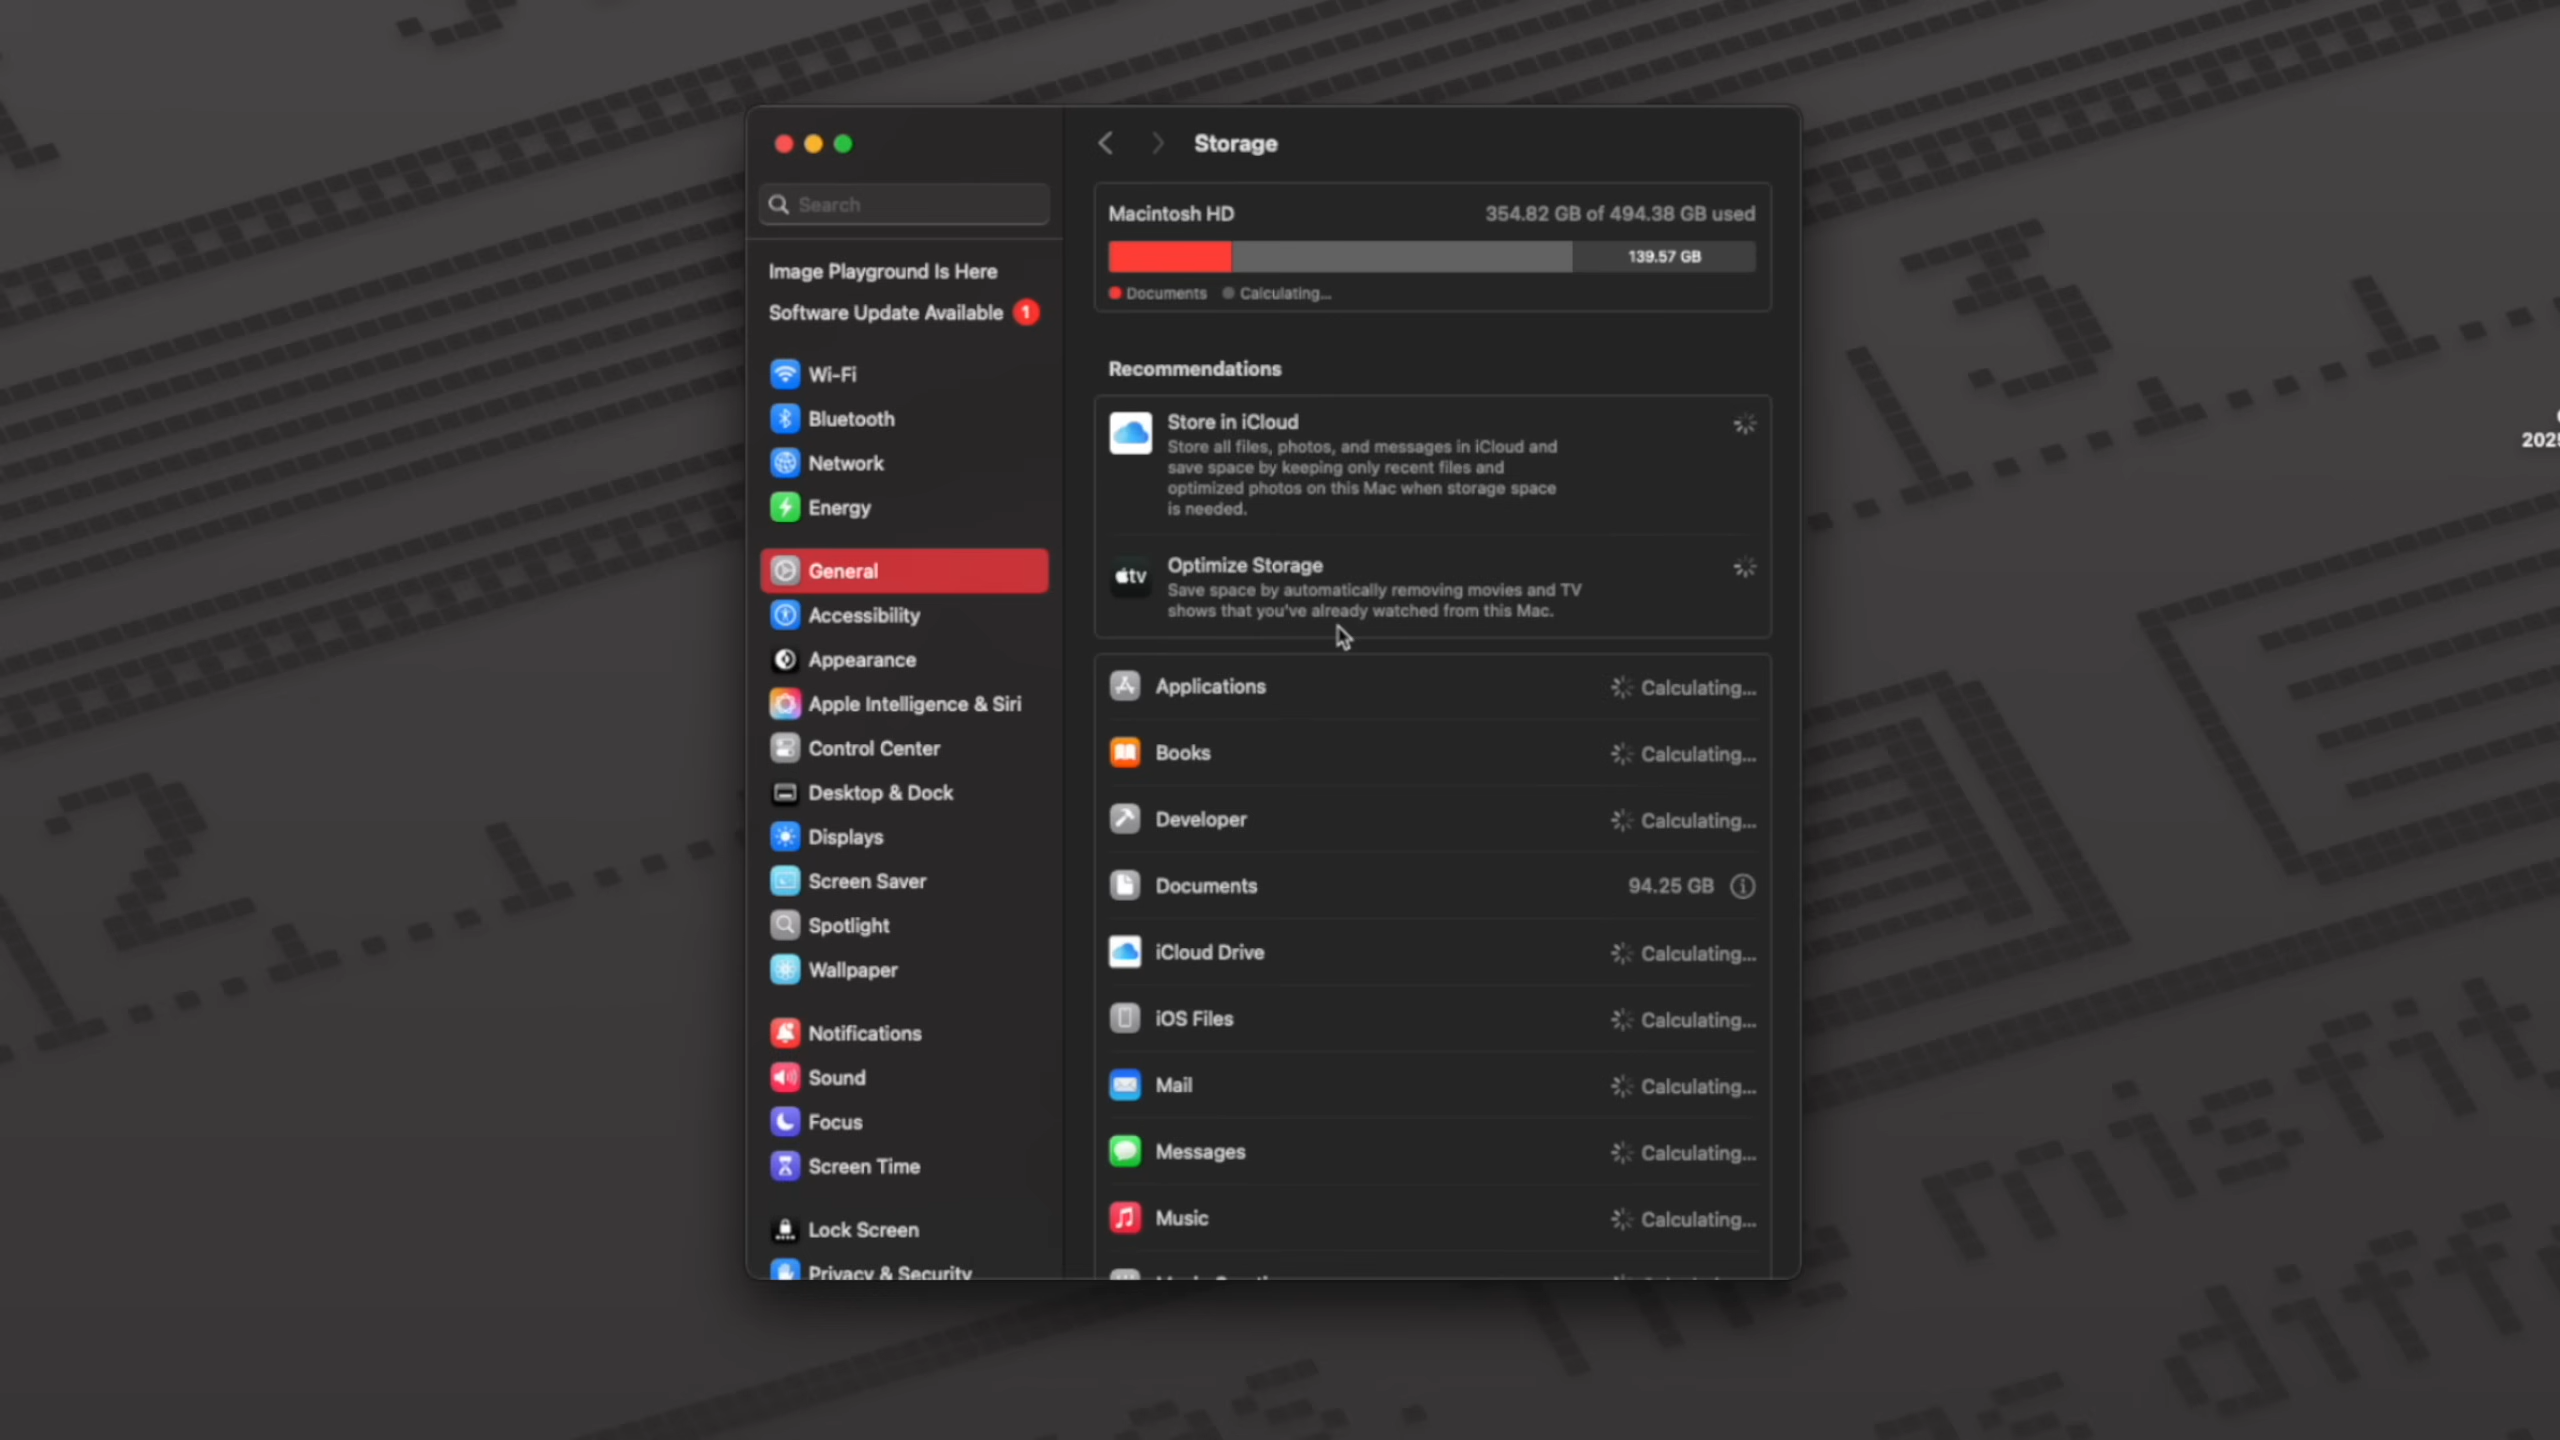 Search
Image Playground Is Here
Software Update Available 1
Wi-Fi
Bluetooth
Network
Energy
General
Accessibility
Appearance
Apple Intelligence & Siri
Control Center
Desktop & Dock
Displays
Screen Saver
Spotlight
Wallpaper
Notifications
Sound
Focus
Screen Time
Lock Screen
Privacy & Security
Storage
Macintosh HD 354.82 GB of 494.38 GB used
139.57 GB
Documents Calculating...
Recommendations
Store in iCloud
Store all files, photos, and messages in iCloud and
save space by keeping only recent files and
optimized photos on this Mac when storage space
is needed.
tv
Optimize Storage
Save space by automatically removing movies and TV
shows that you've already watched from this Mac.
Applications Calculating...
Books Calculating...
Developer Calculating...
Documents 94.25 GB
iCloud Drive Calculating...
iOS Files Calculating...
Mail Calculating...
Messages Calculating...
Music Calculating...
2
3
misfit
diff